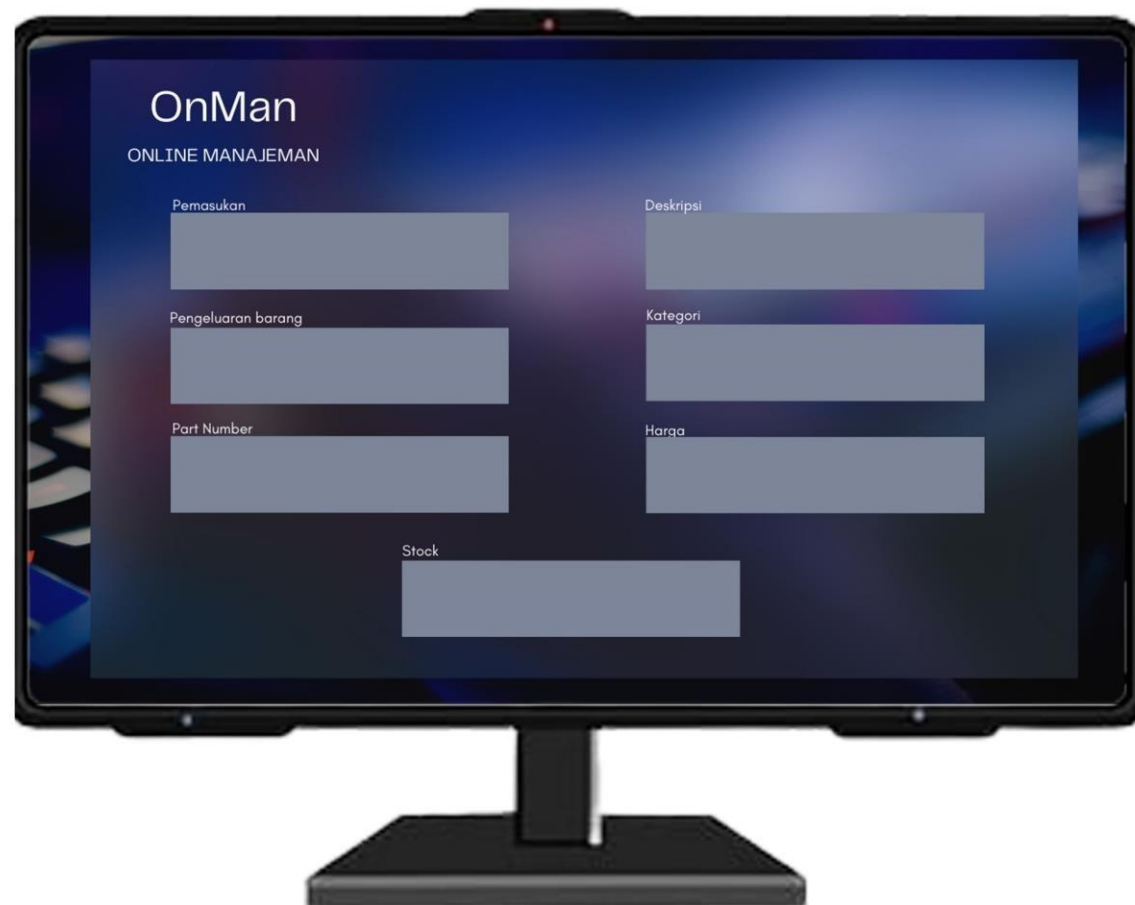 OnMan
ONLINE MANAJEMAN
Pemasukan
Deskripsi
Pengeluaran barang
Kategori
Part Number
Harga
Stock